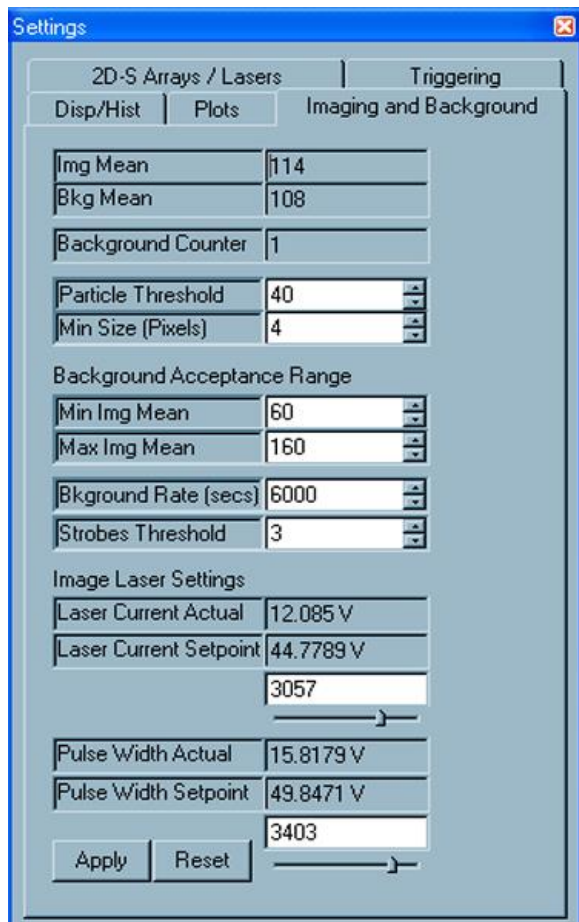 Settings
2D-S Arrays / Lasers Triggering
Disp/Hist Plots Imaging and Background
Img Mean 114
Bkg Mean 108
Background Counter 1
Particle Threshold 40
Min Size (Pixels) 4
Background Acceptance Range
Min Img Mean 60
Max Img Mean 160
Bkground Rate (secs) 6000
Strobes Threshold 3
Image Laser Settings
Laser Current Actual 12.085 V
Laser Current Setpoint 44.7789 V
3057
Pulse Width Actual 15.8179 V
Pulse Width Setpoint 49.8471 V
3403
Apply Reset